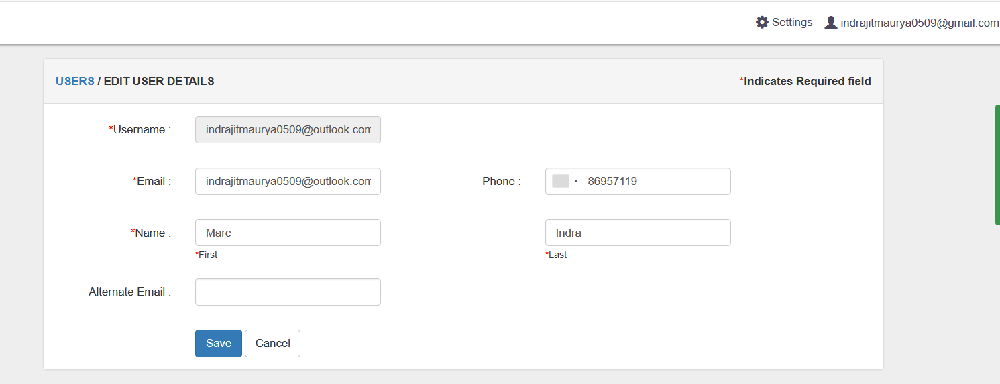 Settings indrajitmaurya0509@gmail.com
USERS / EDIT USER DETAILS *Indicates Required field
*Username : indrajitmaurya0509@outlook.com
*Email : indrajitmaurya0509@outlook.com Phone : 86957119
*Name : Marc Indra
*First *Last
Alternate Email :
Save Cancel